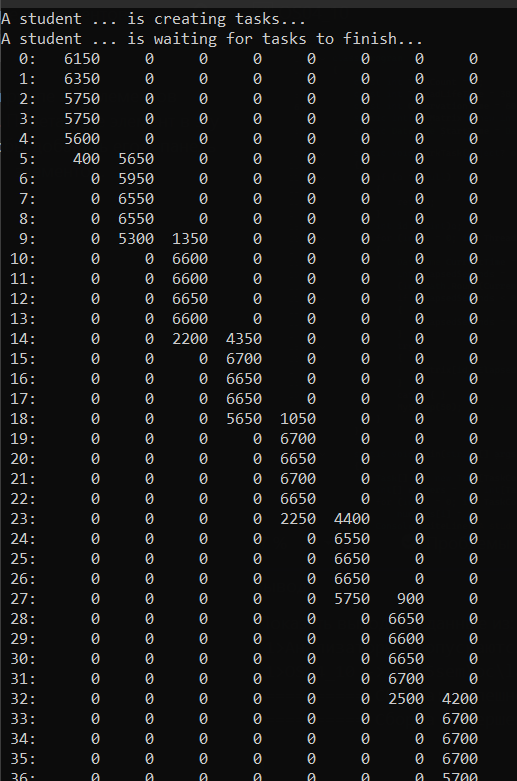 A student ... is creating tasks...
A student ... is waiting for tasks to finish...
0: 6150 0 0 0 0 0 0 0
1: 6350 0 0 0 0 0 0 0
2: 5750 0 0 0 0 0 0 0
3: 5750 0 0 0 0 0 0 0
4: 5600 0 0 0 0 0 0 0
5: 400 5650 0 0 0 0 0 0
6: 0 5950 0 0 0 0 0 0
7: 0 6550 0 0 0 0 0 0
8: 0 6550 0 0 0 0 0 0
9: 0 5300 1350 0 0 0 0 0
10: 0 0 6600 0 0 0 0 0
11: 0 0 6600 0 0 0 0 0
12: 0 0 6650 0 0 0 0 0
13: 0 0 6600 0 0 0 0 0
14: 0 0 2200 4350 0 0 0 0
15: 0 0 0 6700 0 0 0 0
16: 0 0 0 6650 0 0 0 0
17: 0 0 0 6650 0 0 0 0
18: 0 0 0 5650 1050 0 0 0
19: 0 0 0 0 6700 0 0 0
20: 0 0 0 0 6650 0 0 0
21: 0 0 0 0 6700 0 0 0
22: 0 0 0 0 6650 0 0 0
23: 0 0 0 0 2250 4400 0 0
24: 0 0 0 0 0 6550 0 0
25: 0 0 0 0 0 6650 0 0
26: 0 0 0 0 0 6650 0 0
27: 0 0 0 0 0 5750 900 0
28: 0 0 0 0 0 0 6650 0
29: 0 0 0 0 0 0 6600 0
30: 0 0 0 0 0 0 6650 0
31: 0 0 0 0 0 0 6700 0
32: 0 0 0 0 0 0 2500 4200
33: 0 0 0 0 0 0 0 6700
34: 0 0 0 0 0 0 0 6700
35: 0 0 0 0 0 0 0 6700
36: 0 0 0 0 0 0 0 5700